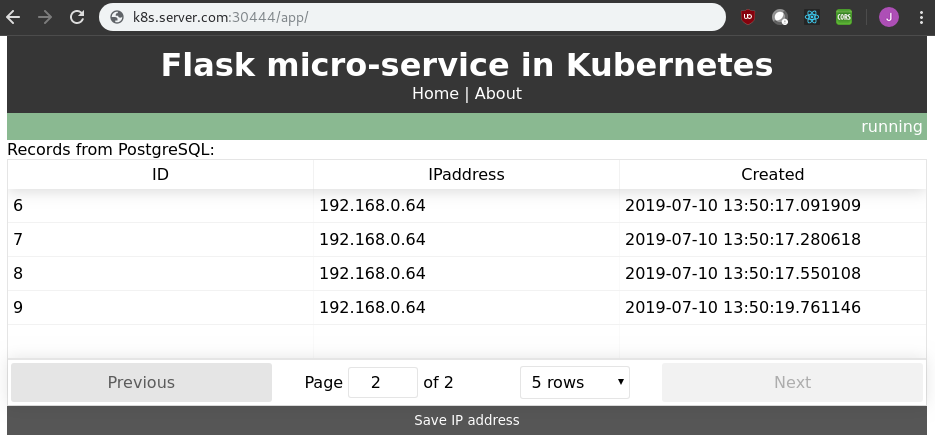 k8s.server.com:30444/app/
UD
CORS
J
Flask micro-service in Kubernetes
Home | About
running
Records from PostgreSQL:
ID IPaddress Created
6 192.168.0.64 2019-07-10 13:50:17.091909
7 192.168.0.64 2019-07-10 13:50:17.280618
8 192.168.0.64 2019-07-10 13:50:17.550108
9 192.168.0.64 2019-07-10 13:50:19.761146
Previous Page 2 of 2 5 rows Next
Save IP address